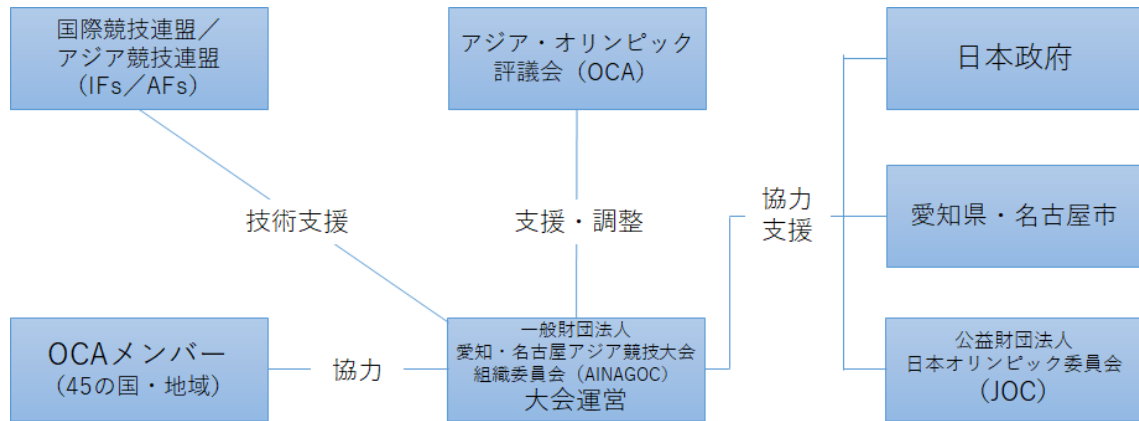 国際競技連盟／
アジア競技連盟
(IFs／AFs)
アジア・オリンピック
評議会（OCA）
日本政府
技術支援
支援・調整
協力
支援
愛知県・名古屋市
OCAメンバー
（45の国・地域）
協力
一般財団法人
愛知・名古屋アジア競技大会
組織委員会（AINAGOC）
大会運営
公益財団法人
日本オリンピック委員会
(JOC)